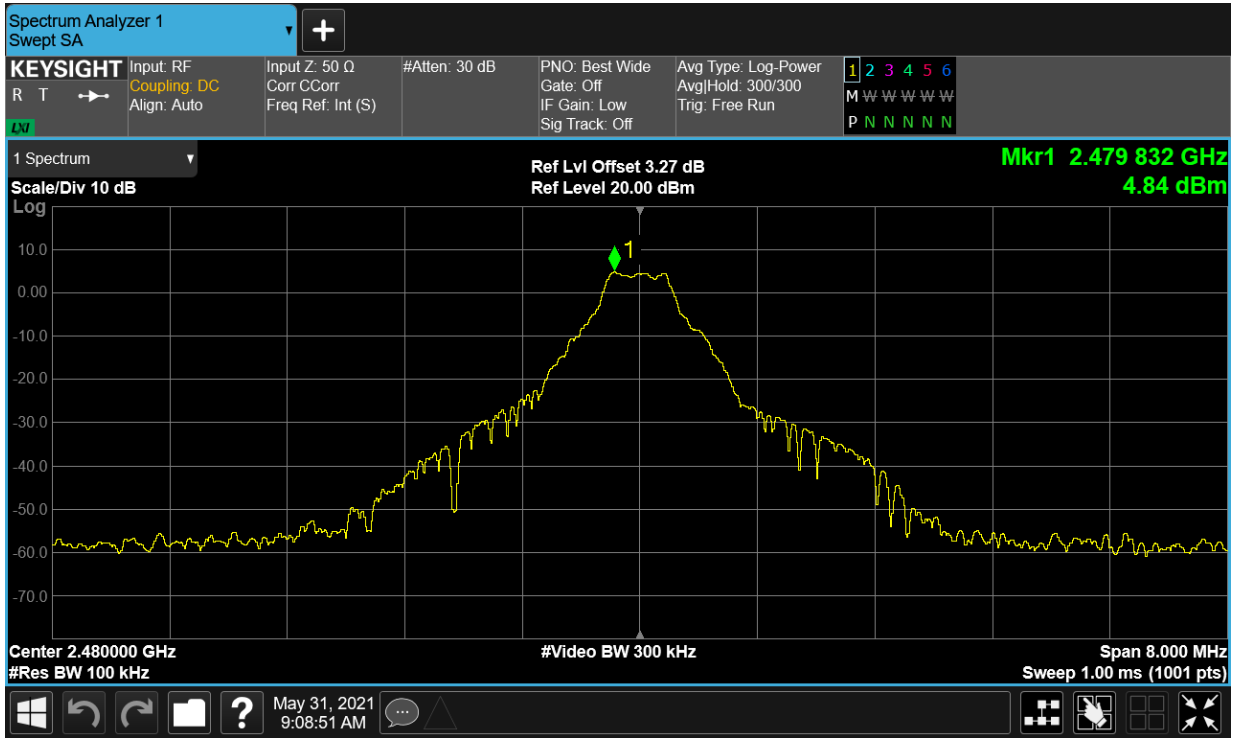 Spectrum Analyzer 1
Swept SA
+
KEYSIGHT
R T
LXI
Input: RF
Coupling: DC
Align: Auto
Input Z: 50 Ω
Corr CCorr
Freq Ref: Int (S)
#Atten: 30 dB
PNO: Best Wide
Gate: Off
IF Gain: Low
Sig Track: Off
Avg Type: Log-Power
Avg|Hold: 300/300
Trig: Free Run
1 2 3 4 5 6
M W W W W W
P N N N N N
1 Spectrum
Scale/Div 10 dB
Log
Ref Lvl Offset 3.27 dB
Ref Level 20.00 dBm
Mkr1 2.479 832 GHz
4.84 dBm
1
10.0
0.00
-10.0
-20.0
-30.0
-40.0
-50.0
-60.0
-70.0
Center 2.480000 GHz
#Video BW 300 kHz
Span 8.000 MHz
#Res BW 100 kHz
Sweep 1.00 ms (1001 pts)
?
May 31, 2021
9:08:51 AM